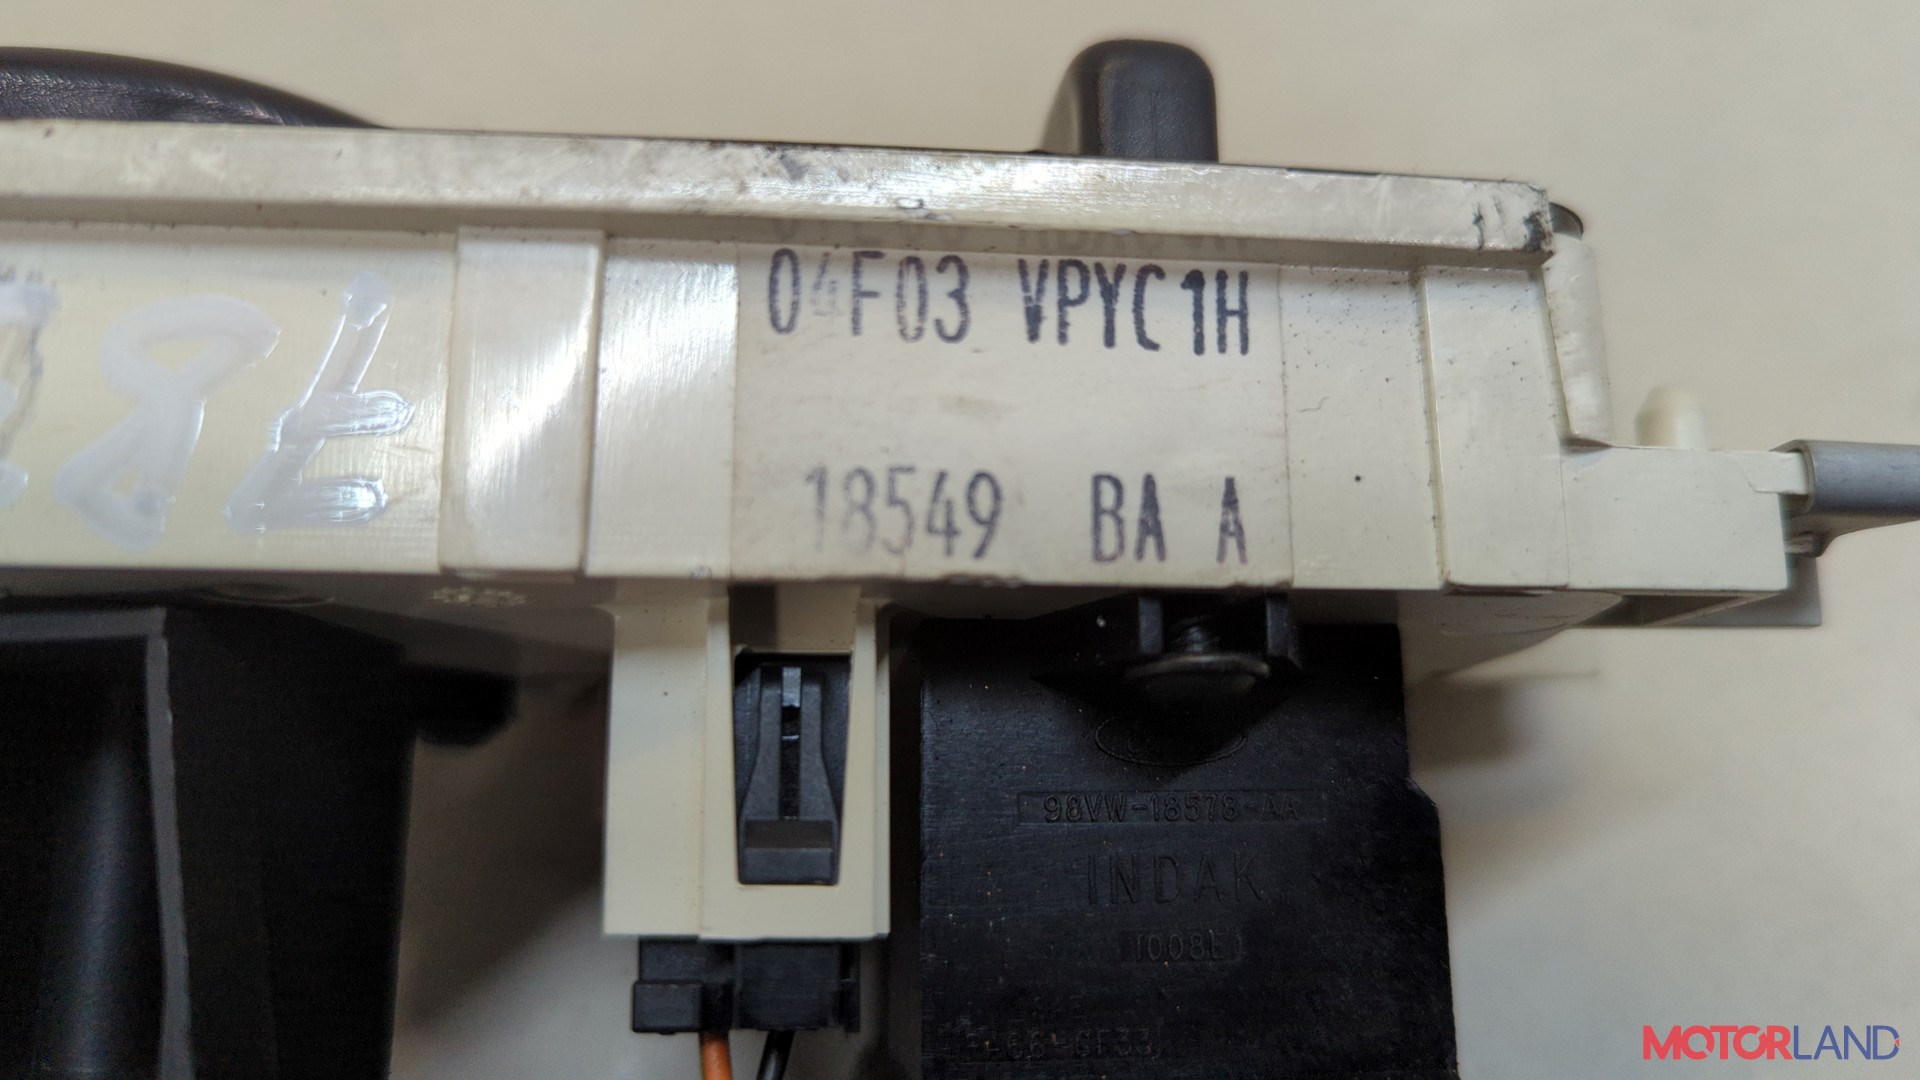 04F03 VPYC1H
18549 BA A
98VW-18578-AA
INDAK
MOTORLAND